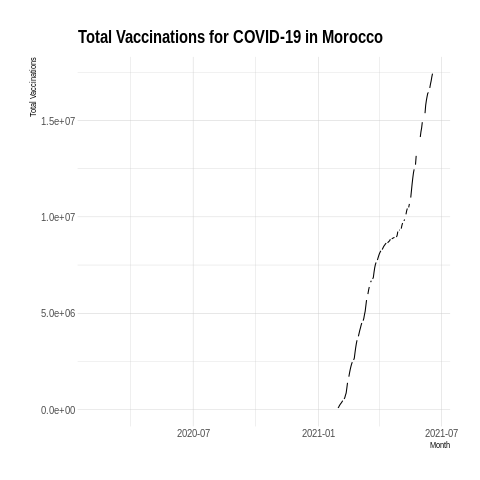 Total Vaccinations for COVID-19 in Morocco
Total Vaccinations
1.5e+07
1.0e+07
5.0e+06
0.0e+00
2020-07
2021-01
2021-07
Month